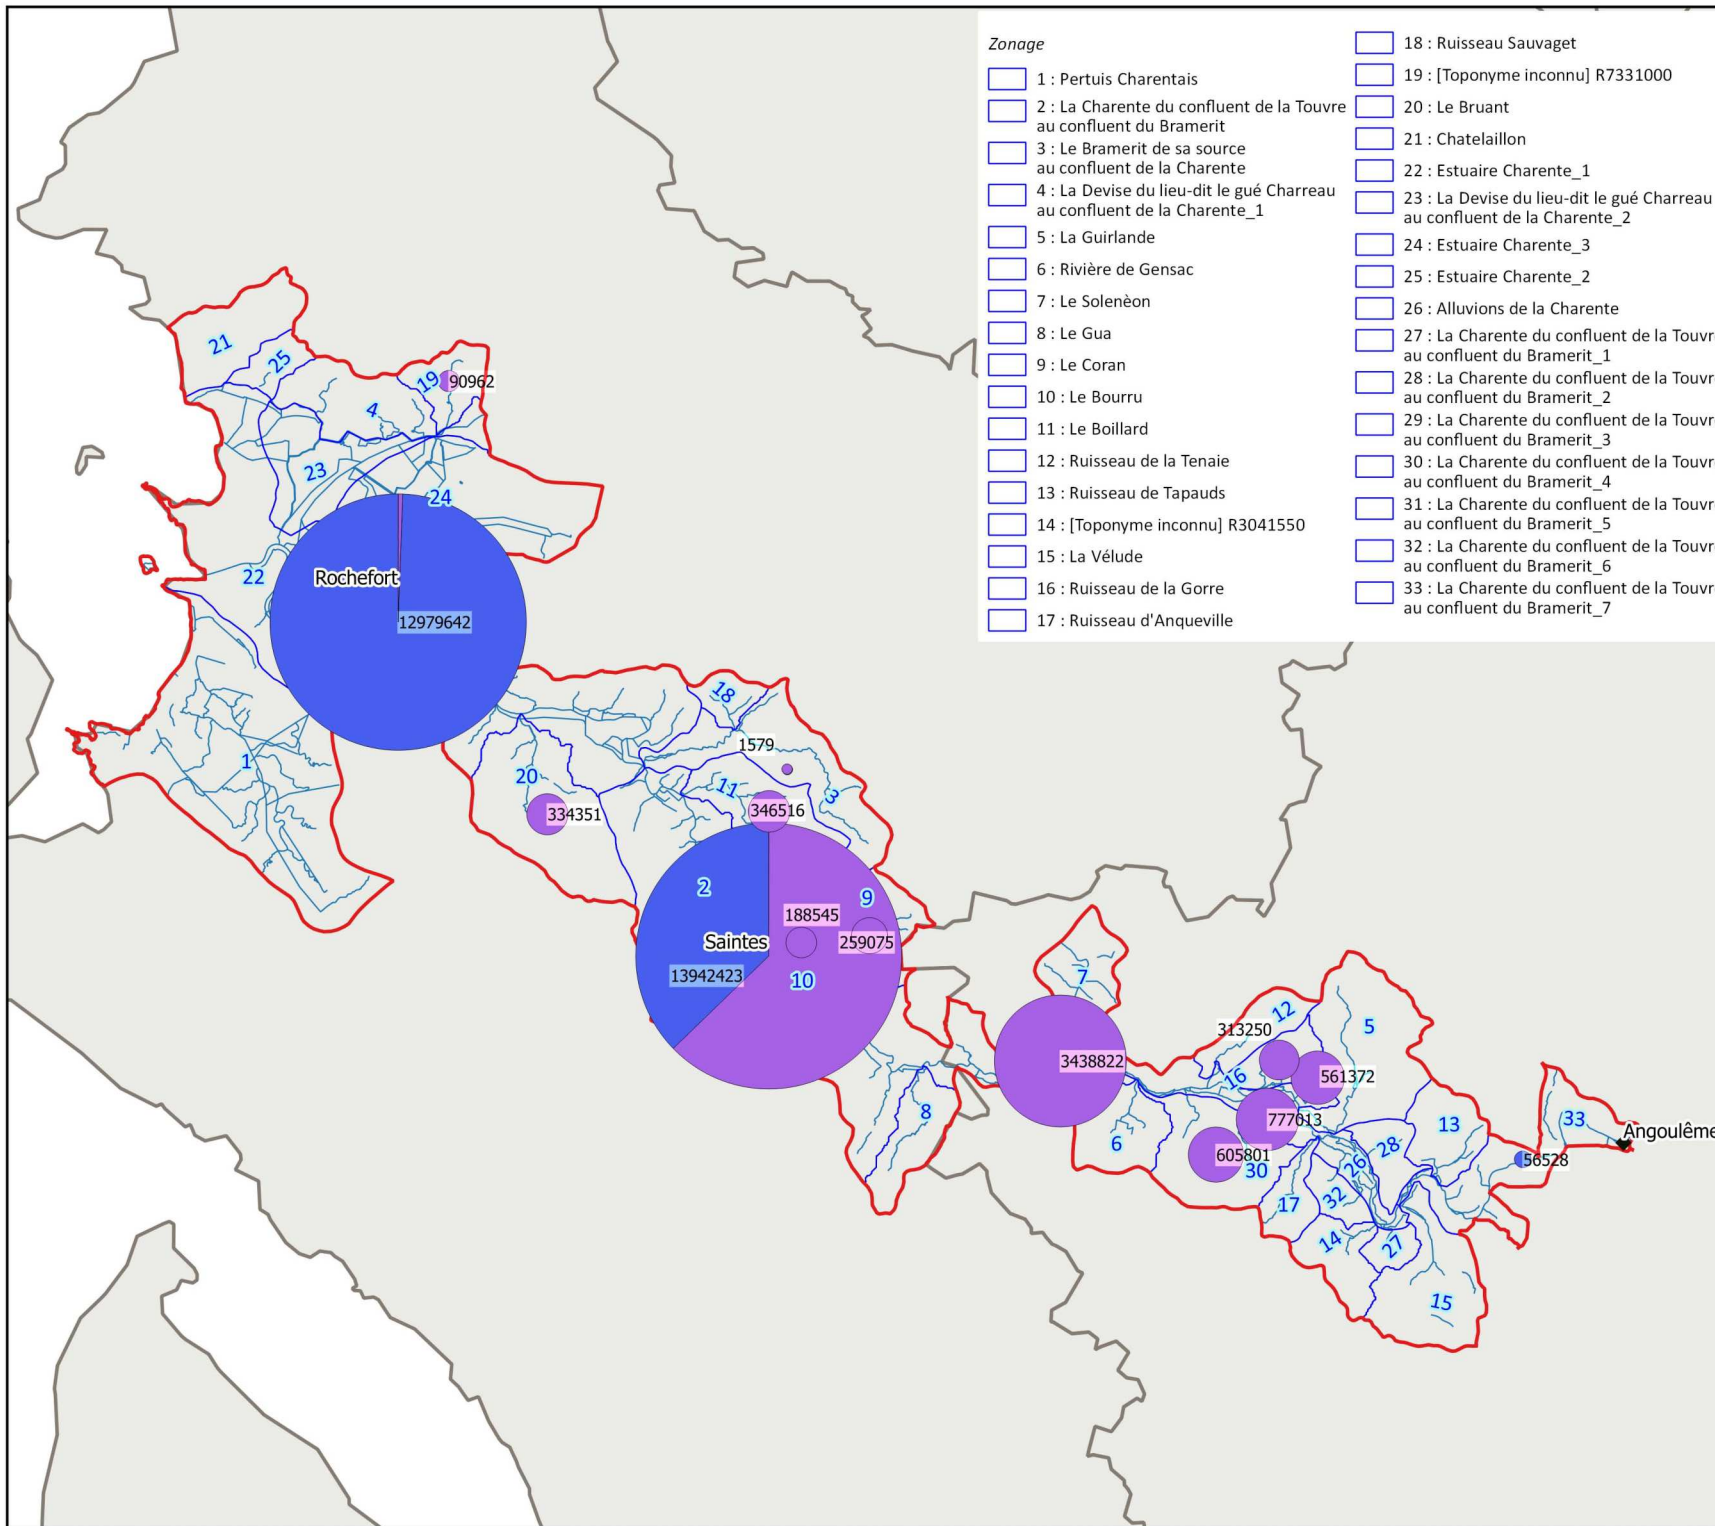 Zonage
1 : Pertuis Charentais
2 : La Charente du confluent de la Touvre
au confluent du Bramerit
3 : Le Bramerit de sa source
au confluent de la Charente
4 : La Devise du lieu-dit le gué Charreau
au confluent de la Charente_1
5 : La Guirlande
6 : Rivière de Gensac
7 : Le Solenèon
8 : Le Gua
9 : Le Coran
10 : Le Bourru
11 : Le Boillard
12 : Ruisseau de la Tenaie
13 : Ruisseau de Tapauds
14 : [Toponyme inconnu] R3041550
15 : La Vélude
16 : Ruisseau de la Gorre
17 : Ruisseau d'Anqueville
18 : Ruisseau Sauvaget
19 : [Toponyme inconnu] R7331000
20 : Le Bruant
21 : Chatelaillon
22 : Estuaire Charente_1
23 : La Devise du lieu-dit le gué Charreau
au confluent de la Charente_2
24 : Estuaire Charente_3
25 : Estuaire Charente_2
26 : Alluvions de la Charente
27 : La Charente du confluent de la Touvr
au confluent du Bramerit_1
28 : La Charente du confluent de la Touvr
au confluent du Bramerit_2
29 : La Charente du confluent de la Touvr
au confluent du Bramerit_3
30 : La Charente du confluent de la Touvr
au confluent du Bramerit_4
31 : La Charente du confluent de la Touvr
au confluent du Bramerit_5
32 : La Charente du confluent de la Touvr
au confluent du Bramerit_6
33 : La Charente du confluent de la Touvr
au confluent du Bramerit_7
21
25
19
90962
4
23
24
22
Rochefort
12979642
1
18
1579
20
11
3
334351
346516
2
9
188545
Saintes
259075
13942423
10
7
12
313250
5
3438822
16
561372
8
777013
13
33
Angoulême
6
28
605801
30
26
56528
17
32
14
27
15